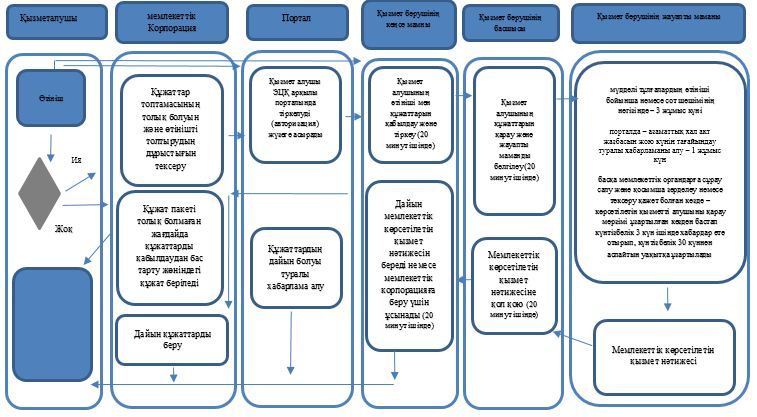 Қызметалушы
мемлекеттік
Корпорация
Портал
Қызмет берушінің
кеңсе мамны
Қызмет берушінің
басшысы
Қызмет берушінің жауапты маманы
Өтініш
Ия
Жоқ
Құжаттар
топтамасының
толық болуын
және өтінішті
толтырудың
дұрыстығын
тексеру
Құжат пакеті
толық болмаған
жағдайда
құжаттарды
қабылдаудан бас
тарту жөніндегі
құжат беріледі
Дайын құжаттарды
беру
Қызмет алушы
ЭЦҚ арқылы
порталында
тіркелуді
(авторизация)
жүзеге асырады
Құжаттардың
дайын болуы
туралы
хабарлама алу
Қызмет
алушының
өтініші мен
құжаттарын
қабылдау және
тіркеу (20
минут ішінде)
Дайын
мемлекеттік
көрсетілетін
қызмет
нәтижесін
береді немесе
мемлекеттік
корпорацияға
беру үшін
ұсынады (20
минут ішінде)
Қызмет
алушының
құжаттарын
қарау және
жауапты
маманды
белгілеу(20
минут ішінде)
Мемлекеттік
көрсетілетін
қызмет
нәтижесіне
қол қою (20
минут ішінде)
мүдделі тұлғалардың өтініші
бойынша немесе сот шешімінің
негізінде – 3 жұмыс күні
порталда – азаматтық хал акт
жазбасын жою күнін тағайындау
туралы хабарламаны алу – 1 жұмыс
күн
басқа мемлекеттік органдарға сұрау
салу және қосымша зерделеу немесе
тексеру қажет болған кезде –
көрсетілетін қызметті алушыны қарау
мерзімі ұзартылған кезден бастап
күнтізбелік 3 күн ішінде хабардар ете
отырып, күнтізбелік 30 күннен
аспайтын уақытқа ұзартылады
Мемлекеттік көрсетілетін
қызмет нәтижесі